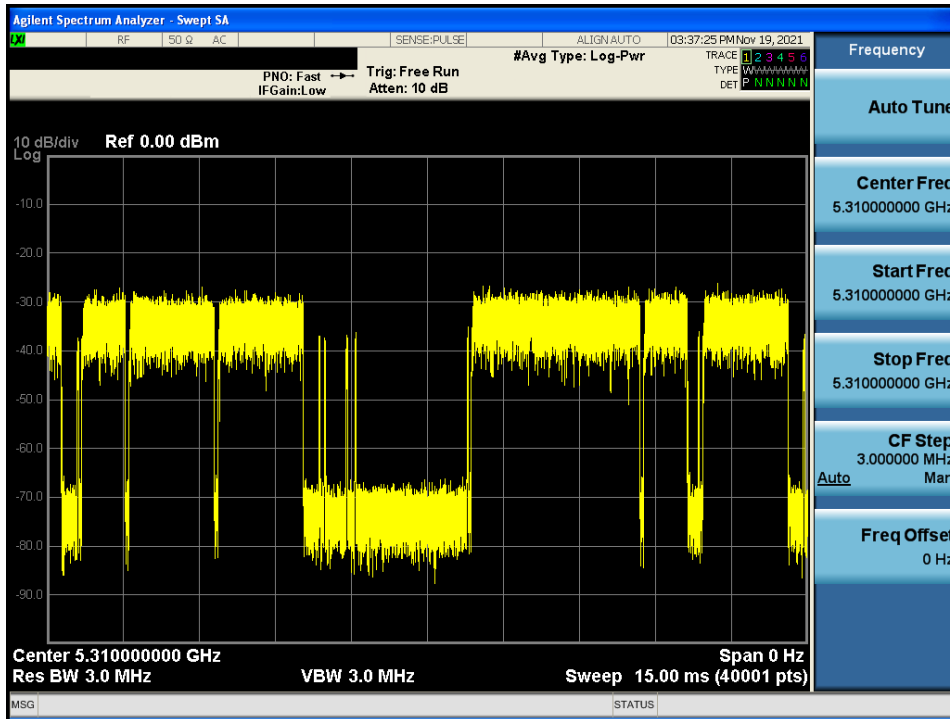 Agilent Spectrum Analyzer - Swept SA
LXI RF 50 Ω AC SENSE:PULSE ALIGN AUTO 03:37:25 PM Nov 19, 2021
Frequency
#Avg Type: Log-Pwr TRACE 1 2 3 4 5 6
PNO: Fast Trig: Free Run TYPE W
IFGain:Low Atten: 10 dB DET P N N N N N
Auto Tune
10 dB/div Ref 0.00 dBm
Log
Center Freq
5.310000000 GHz
-10.0
-20.0
Start Freq
5.310000000 GHz
-30.0
-40.0
Stop Freq
5.310000000 GHz
-50.0
-60.0
CF Step
3.000000 MHz
Auto Man
-70.0
-80.0
Freq Offset
0 Hz
-90.0
Center 5.310000000 GHz Span 0 Hz
Res BW 3.0 MHz VBW 3.0 MHz Sweep 15.00 ms (40001 pts)
MSG STATUS